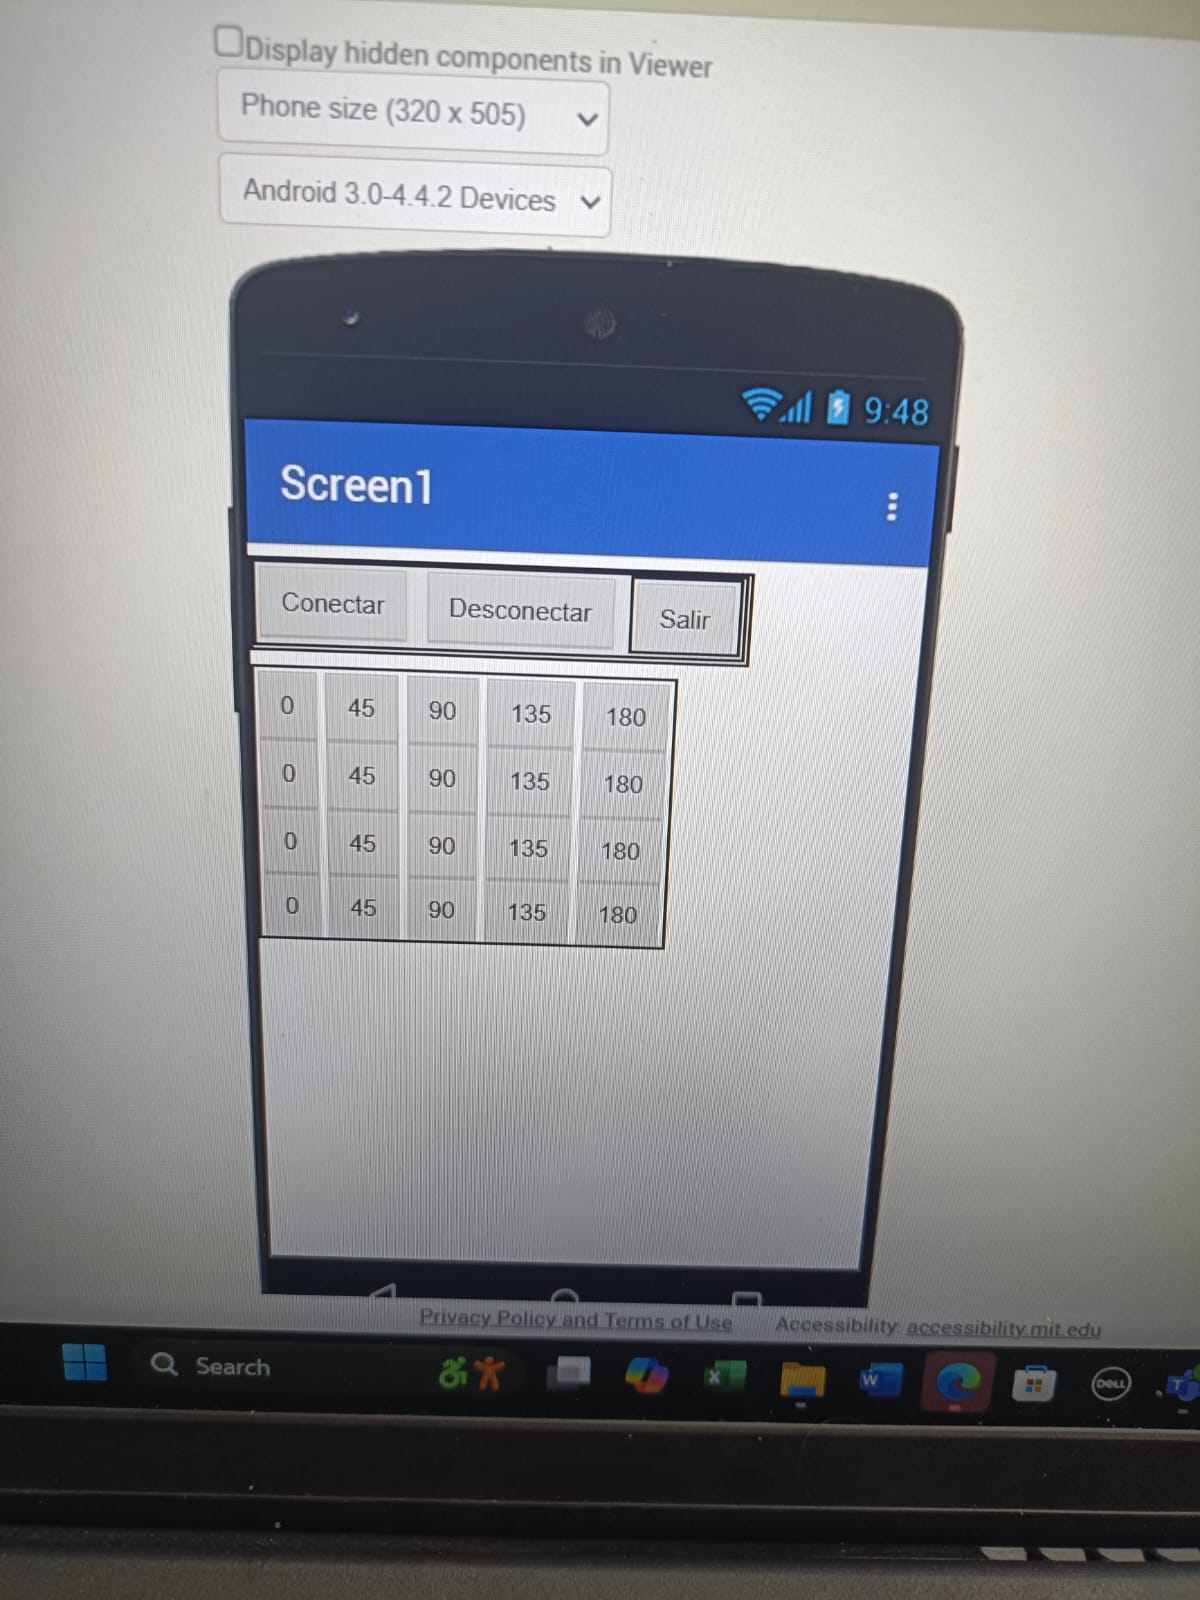 Display hidden components in Viewer
Phone size (320 x 505)
Android 3.0-4.4.2 Devices
9:48
Screen1
Conectar Desconectar Salir
0 45 90 135 180
0 45 90 135 180
0 45 90 135 180
0 45 90 135 180
Privacy Policy and Terms of Use Accessibility: accessibility.mit.edu
Search
X
W
DELL
T